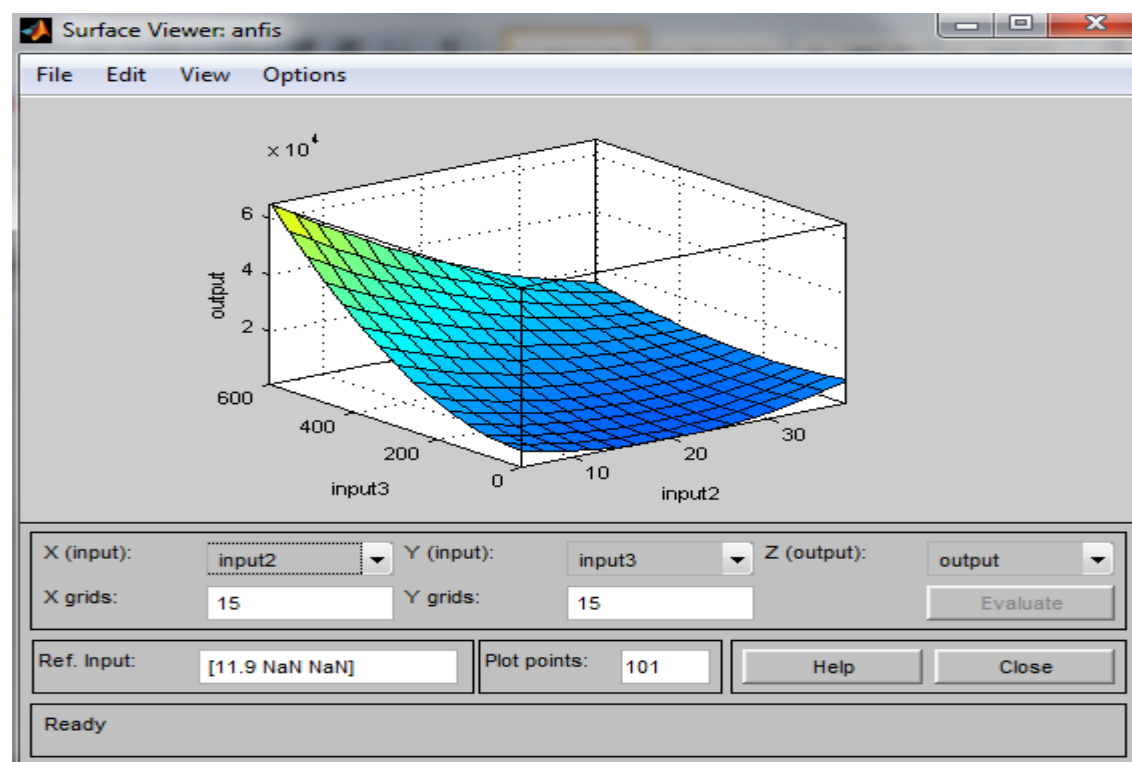 Surface Viewer: anfis
File Edit View Options
× 10⁴
6
4
2
output
600
400
200
0
input3
10
20
30
input2
X (input): input2 Y (input): input3 Z (output): output
X grids: 15 Y grids: 15 Evaluate
Ref. Input: [11.9 NaN NaN] Plot points: 101 Help Close
Ready